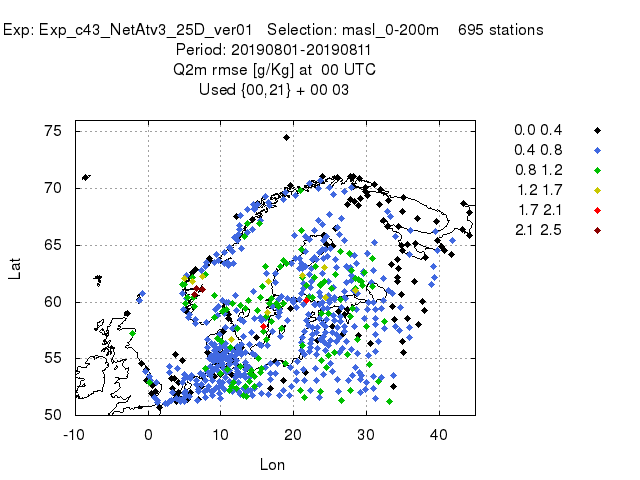 Exp: Exp_c43_NetAtv3_25D_ver01 Selection: masl_0-200m 695 stations
Period: 20190801-20190811
Q2m rmse [g/Kg] at 00 UTC
Used {00,21} + 00 03
75
70
65
60
55
50
-10 0 10 20 30 40
Lat
Lon
0.0 0.4
0.4 0.8
0.8 1.2
1.2 1.7
1.7 2.1
2.1 2.5